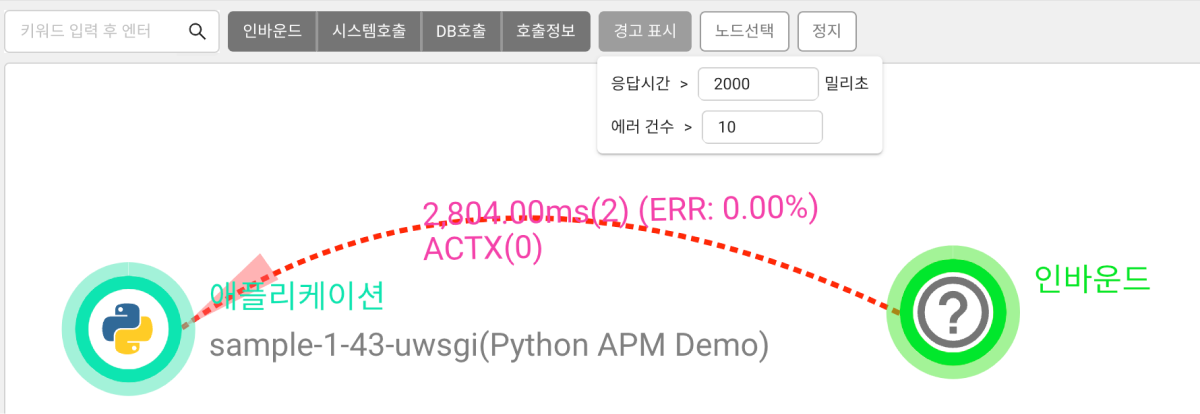 키워드 입력 후 엔터
인바운드 시스템호출 DB호출 호출정보 경고 표시 노드선택 정지
응답시간 > 2000 밀리초
에러 건수 > 10
2,804.00ms(2) (ERR: 0.00%)
ACTX(0)
애플리케이션
sample-1-43-uwsgi(Python APM Demo)
?
인바운드